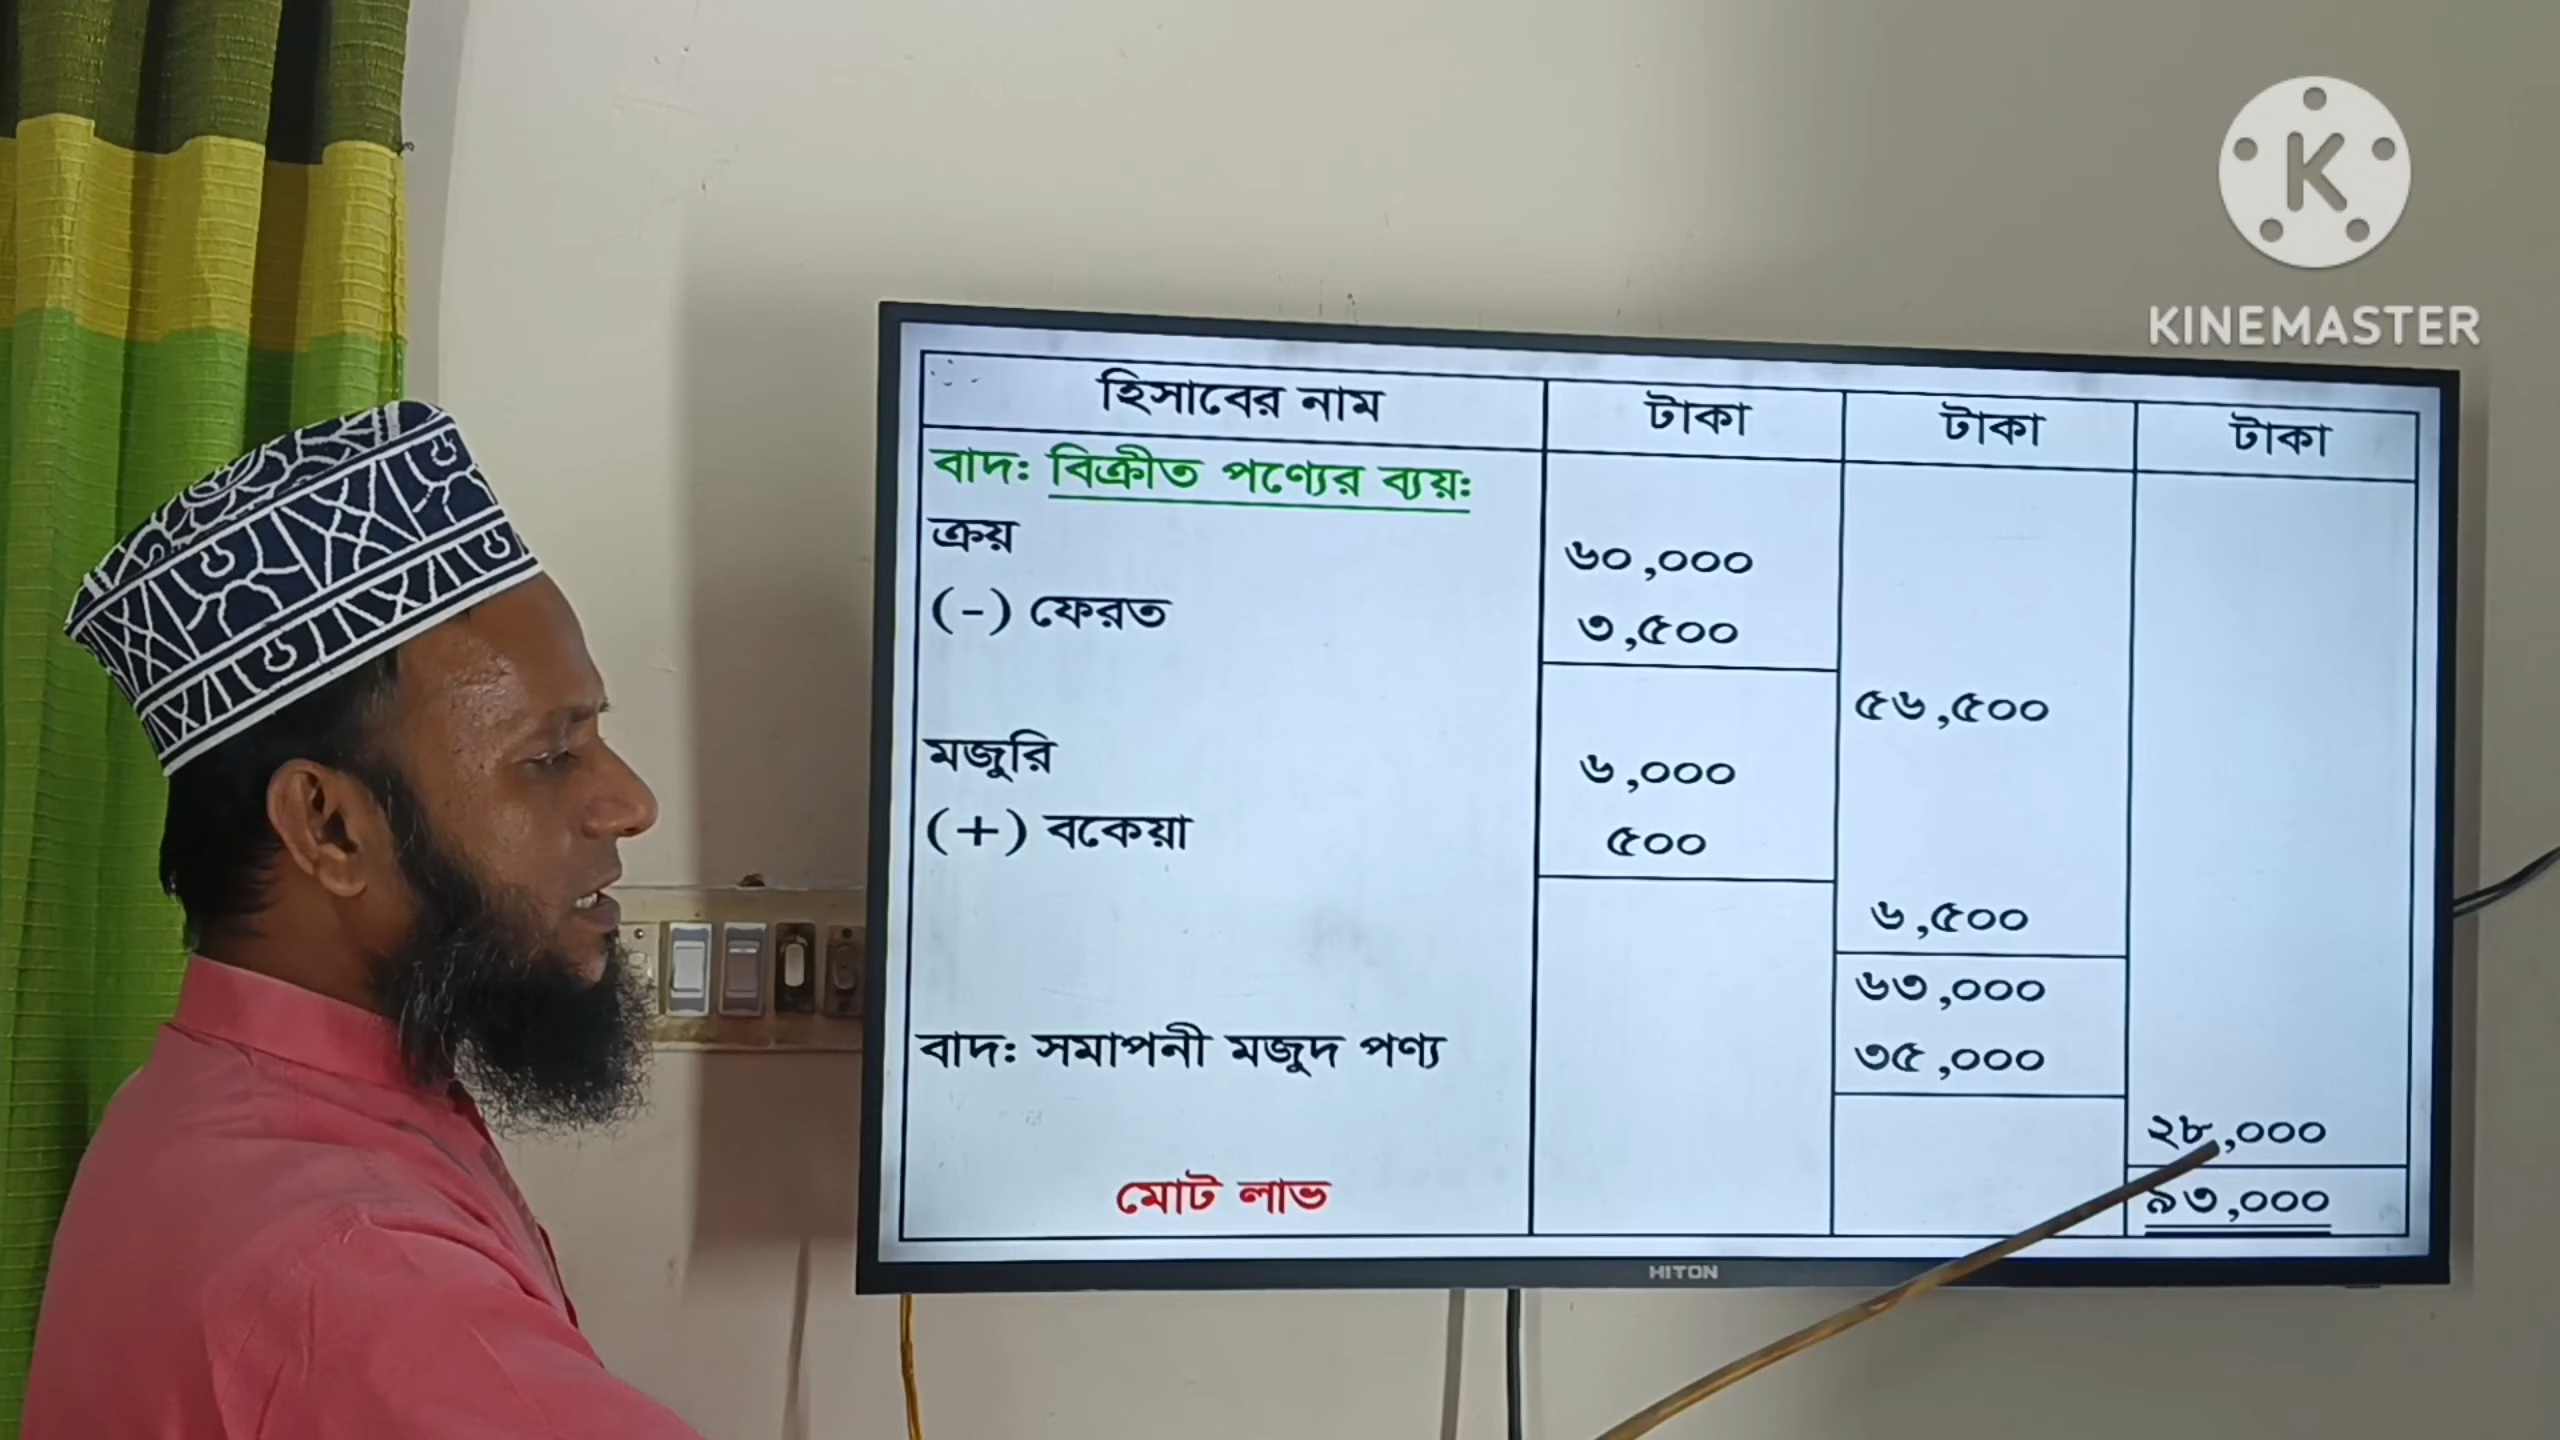 K
KINEMASTER
হিসাবের নাম টাকা টাকা টাকা
বাদঃ বিক্রীত পণ্যের ব্যয়ঃ
ক্রয় ৬০,০০০
(-) ফেরত ৩,৫০০
৫৬,৫০০
মজুরি ৬,০০০
(+) বকেয়া ৫০০
৬,৫০০
৬৩,০০০
বাদঃ সমাপনী মজুদ পণ্য ৩৫,০০০
২৮,০০০
মোট লাভ ৯৩,০০০
HITON